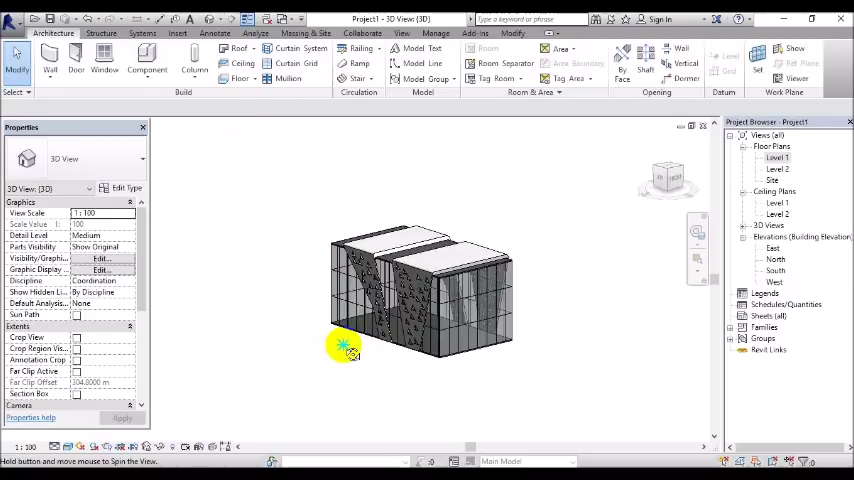 Project1 - 3D View: {3D}
Type a keyword or phrase
Sign In
Architecture Structure Systems Insert Annotate Analyze Massing & Site Collaborate View Manage Add-Ins Modify
Modify Wall Door Window Component Column
Roof Curtain System
Ceiling Curtain Grid
Floor Mullion
Railing Model Text
Ramp Model Line
Stair Model Group
Room Area
Room Separator Area Boundary
Tag Room Tag Area
By Face Shaft
Wall
Vertical
Dormer
Level
Grid
Set
Show
Ref Plane
Viewer
Select Build Circulation Model Room & Area Opening Datum Work Plane
Properties
3D View
3D View: {3D} Edit Type
Graphics
View Scale 1 : 100
Scale Value 1: 100
Detail Level Medium
Parts Visibility Show Original
Visibility/Graphi... Edit...
Graphic Display ... Edit...
Discipline Coordination
Show Hidden Li... By Discipline
Default Analysis... None
Sun Path
Extents
Crop View
Crop Region Vis...
Annotation Crop
Far Clip Active
Far Clip Offset 304.8000 m
Section Box
Camera
Properties help Apply
Project Browser - Project1
Views (all)
Floor Plans
Level 1
Level 2
Site
Ceiling Plans
Level 1
Level 2
3D Views
Elevations (Building Elevation)
East
North
South
West
Legends
Schedules/Quantities
Sheets (all)
Families
Groups
Revit Links
1 : 100
Hold button and move mouse to Spin the View.
:0
Main Model
:0